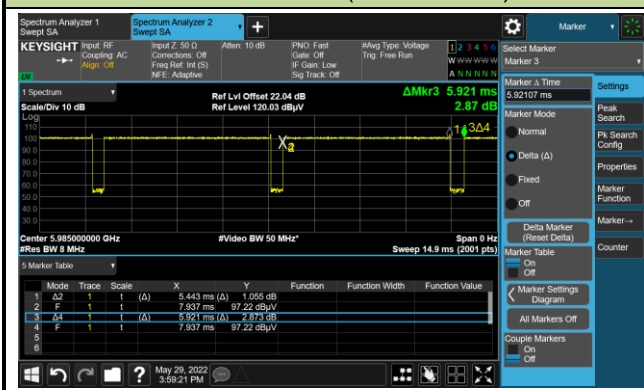 Spectrum Analyzer 1
Swept SA
Spectrum Analyzer 2
Swept SA
+
Marker
KEYSIGHT
Input: RF
Coupling: AC
Align: Off
Input Z: 50 Ω
Corrections: Off
Freq Ref: Int (S)
NFE: Adaptive
Atten: 10 dB
PNO: Fast
Gate: Off
IF Gain: Low
Sig Track: Off
#Avg Type: Voltage
Trig: Free Run
1 2 3 4 5 6
W W W W W W
A N N N N N
LU
Select Marker
Marker 3
1 Spectrum
Scale/Div 10 dB
Ref Lvl Offset 22.04 dB
Ref Level 120.03 dBµV
ΔMkr3 5.921 ms
2.87 dB
Log
110
100
90.0
80.0
70.0
60.0
50.0
40.0
30.0
1
3Δ4
Center 5.985000000 GHz
#Res BW 8 MHz
#Video BW 50 MHz*
Span 0 Hz
Sweep 14.9 ms (2001 pts)
5 Marker Table
Mode Trace Scale X Y Function Function Width Function Value
1 Δ2 1 t (Δ) 5.443 ms (Δ) 1.055 dB
2 F 1 t 7.937 ms 97.22 dBµV
3 Δ4 1 t (Δ) 5.921 ms (Δ) 2.873 dB
4 F 1 t 7.937 ms 97.22 dBµV
5
6
Marker Δ Time
5.92107 ms
Marker Mode
Normal
Delta (Δ)
Fixed
Off
Delta Marker
(Reset Delta)
Marker Table
On
Off
Marker Settings
Diagram
All Markers Off
Couple Markers
On
Off
Settings
Peak
Search
Pk Search
Config
Properties
Marker
Function
Marker→
Counter
?
May 29, 2022
3:59:21 PM